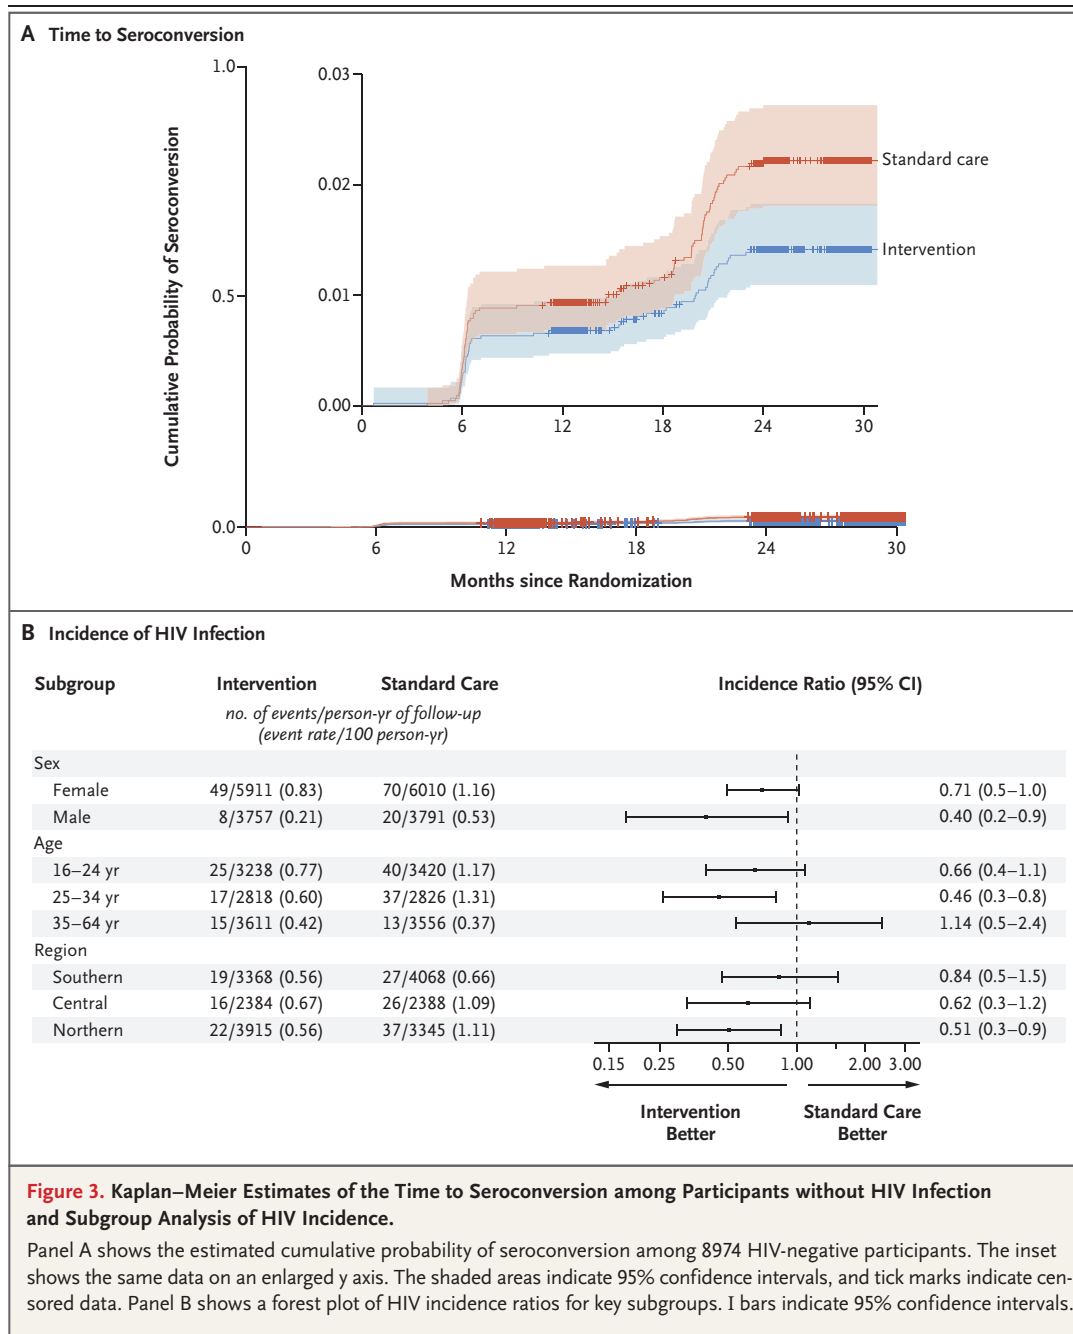 A Time to Seroconversion
1.0
0.5
0.0
Cumulative Probability of Seroconversion
0.03
0.02
0.01
0.00
0 6 12 18 24 30
Standard care
Intervention
0 6 12 18 24 30
Months since Randomization
B Incidence of HIV Infection
Subgroup Intervention Standard Care Incidence Ratio (95% CI)
no. of events/person-yr of follow-up
(event rate/100 person-yr)
Sex
Female 49/5911 (0.83) 70/6010 (1.16) 0.71 (0.5–1.0)
Male 8/3757 (0.21) 20/3791 (0.53) 0.40 (0.2–0.9)
Age
16–24 yr 25/3238 (0.77) 40/3420 (1.17) 0.66 (0.4–1.1)
25–34 yr 17/2818 (0.60) 37/2826 (1.31) 0.46 (0.3–0.8)
35–64 yr 15/3611 (0.42) 13/3556 (0.37) 1.14 (0.5–2.4)
Region
Southern 19/3368 (0.56) 27/4068 (0.66) 0.84 (0.5–1.5)
Central 16/2384 (0.67) 26/2388 (1.09) 0.62 (0.3–1.2)
Northern 22/3915 (0.56) 37/3345 (1.11) 0.51 (0.3–0.9)
0.15 0.25 0.50 1.00 2.00 3.00
Intervention Better
Standard Care Better
Figure 3. Kaplan–Meier Estimates of the Time to Seroconversion among Participants without HIV Infection
and Subgroup Analysis of HIV Incidence.
Panel A shows the estimated cumulative probability of seroconversion among 8974 HIV-negative participants. The inset
shows the same data on an enlarged y axis. The shaded areas indicate 95% confidence intervals, and tick marks indicate cen-
sored data. Panel B shows a forest plot of HIV incidence ratios for key subgroups. I bars indicate 95% confidence intervals.